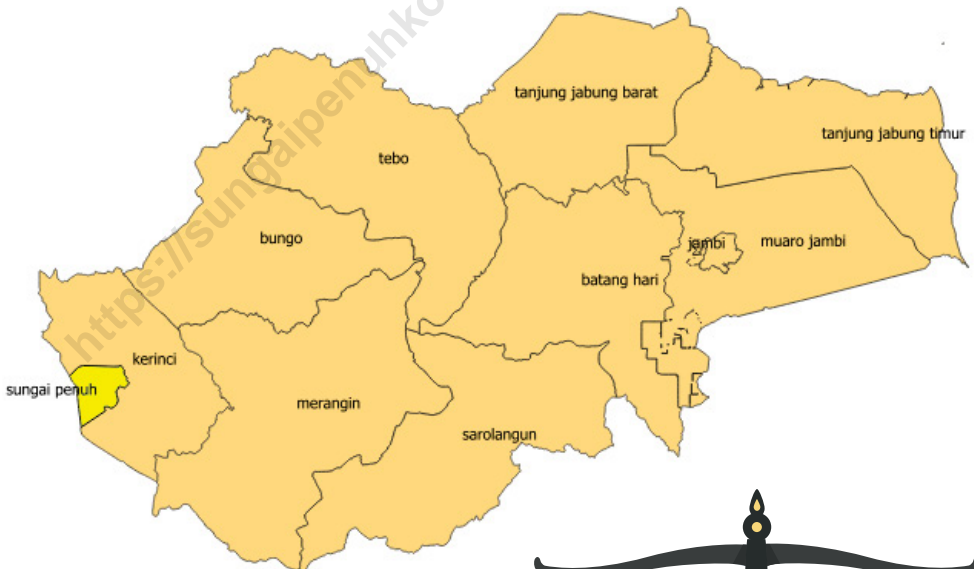 tanjung jabung barat
tanjung jabung timur
tebo
bungo
jambi
muaro jambi
batang hari
kerinci
sungai penuh
merangin
sarolangun
https://sungaipenuhko